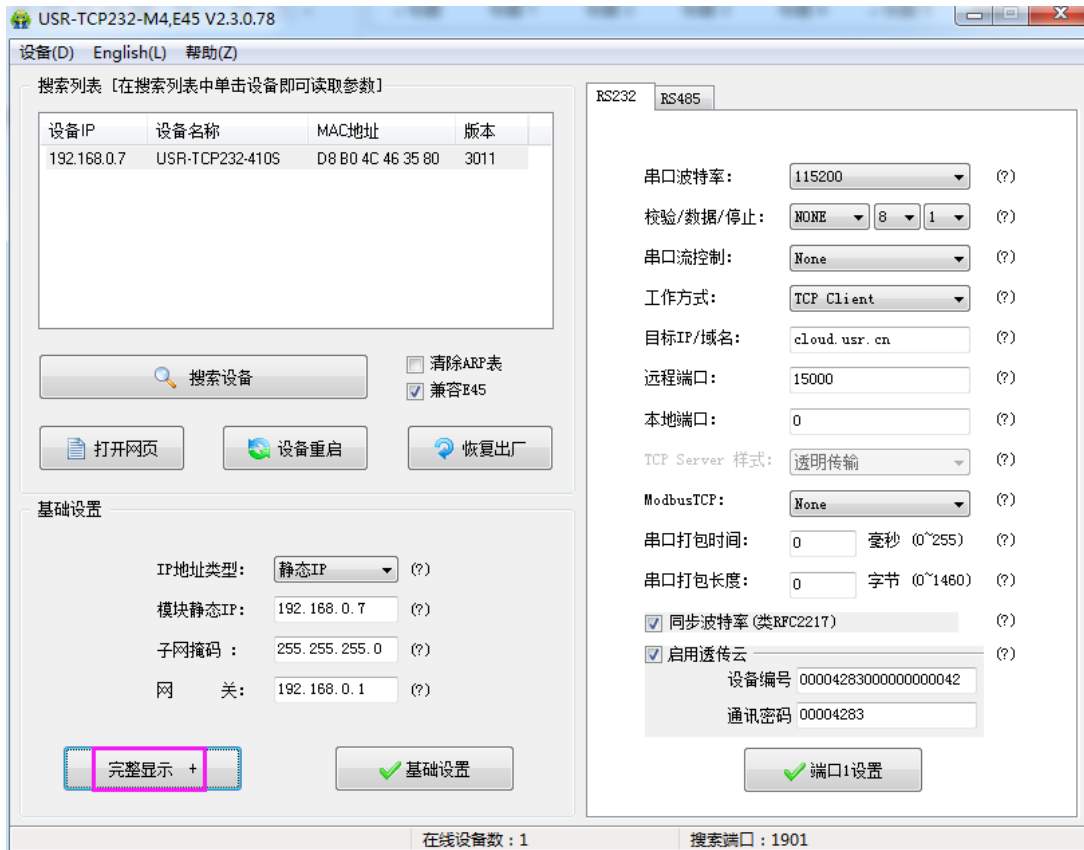 USR-TCP232-M4,E45 V2.3.0.78
设备(D) English(L) 帮助(Z)
搜索列表 [在搜索列表中单击设备即可读取参数]
设备IP 设备名称 MAC地址 版本
192.168.0.7 USR-TCP232-410S D8 B0 4C 46 35 80 3011
搜索设备
清除ARP表
兼容E45
打开网页 设备重启 恢复出厂
基础设置
IP地址类型: 静态IP (?)
模块静态IP: 192.168.0.7 (?)
子网掩码 : 255.255.255.0 (?)
网 关: 192.168.0.1 (?)
完整显示 + 基础设置
RS232 RS485
串口波特率: 115200 (?)
校验/数据/停止: NONE 8 1 (?)
串口流控制: None (?)
工作方式: TCP Client (?)
目标IP/域名: cloud.usr.cn (?)
远程端口: 15000 (?)
本地端口: 0 (?)
TCP Server 样式: 透明传输 (?)
ModbusTCP: None (?)
串口打包时间: 0 毫秒 (0~255) (?)
串口打包长度: 0 字节 (0~1460) (?)
同步波特率(类RFC2217) (?)
启用透传云 (?)
设备编号 00004283000000000042
通讯密码 00004283
端口1设置
在线设备数：1 搜索端口：1901